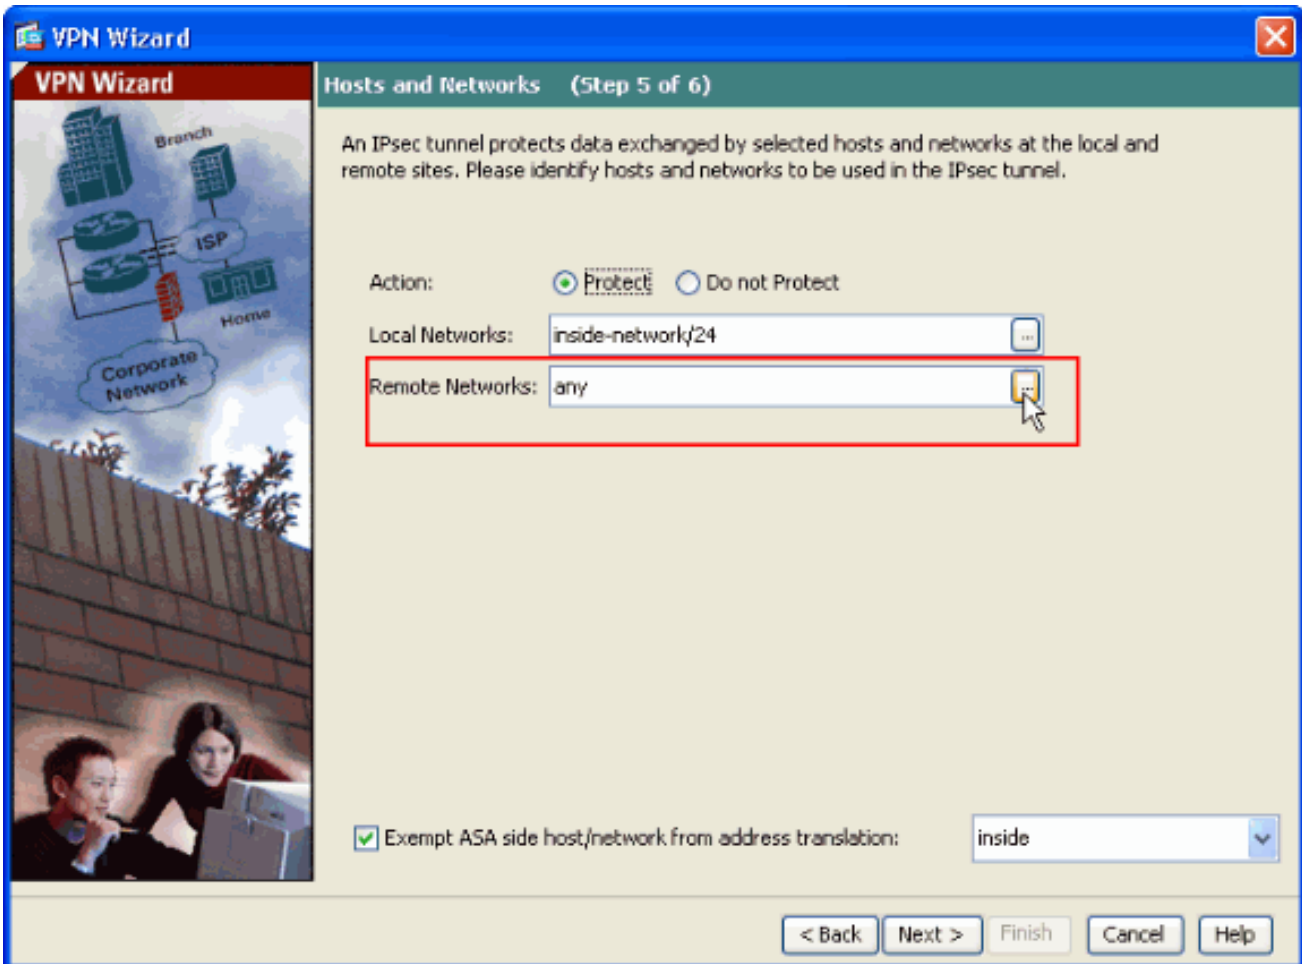 VPN Wizard
VPN Wizard
Branch
ISP
Home
Corporate
Network
Hosts and Networks (Step 5 of 6)
An IPsec tunnel protects data exchanged by selected hosts and networks at the local and
remote sites. Please identify hosts and networks to be used in the IPsec tunnel.
Action: Protect Do not Protect
Local Networks: inside-network/24 ...
Remote Networks: any ...
Exempt ASA side host/network from address translation: inside
< Back Next > Finish Cancel Help